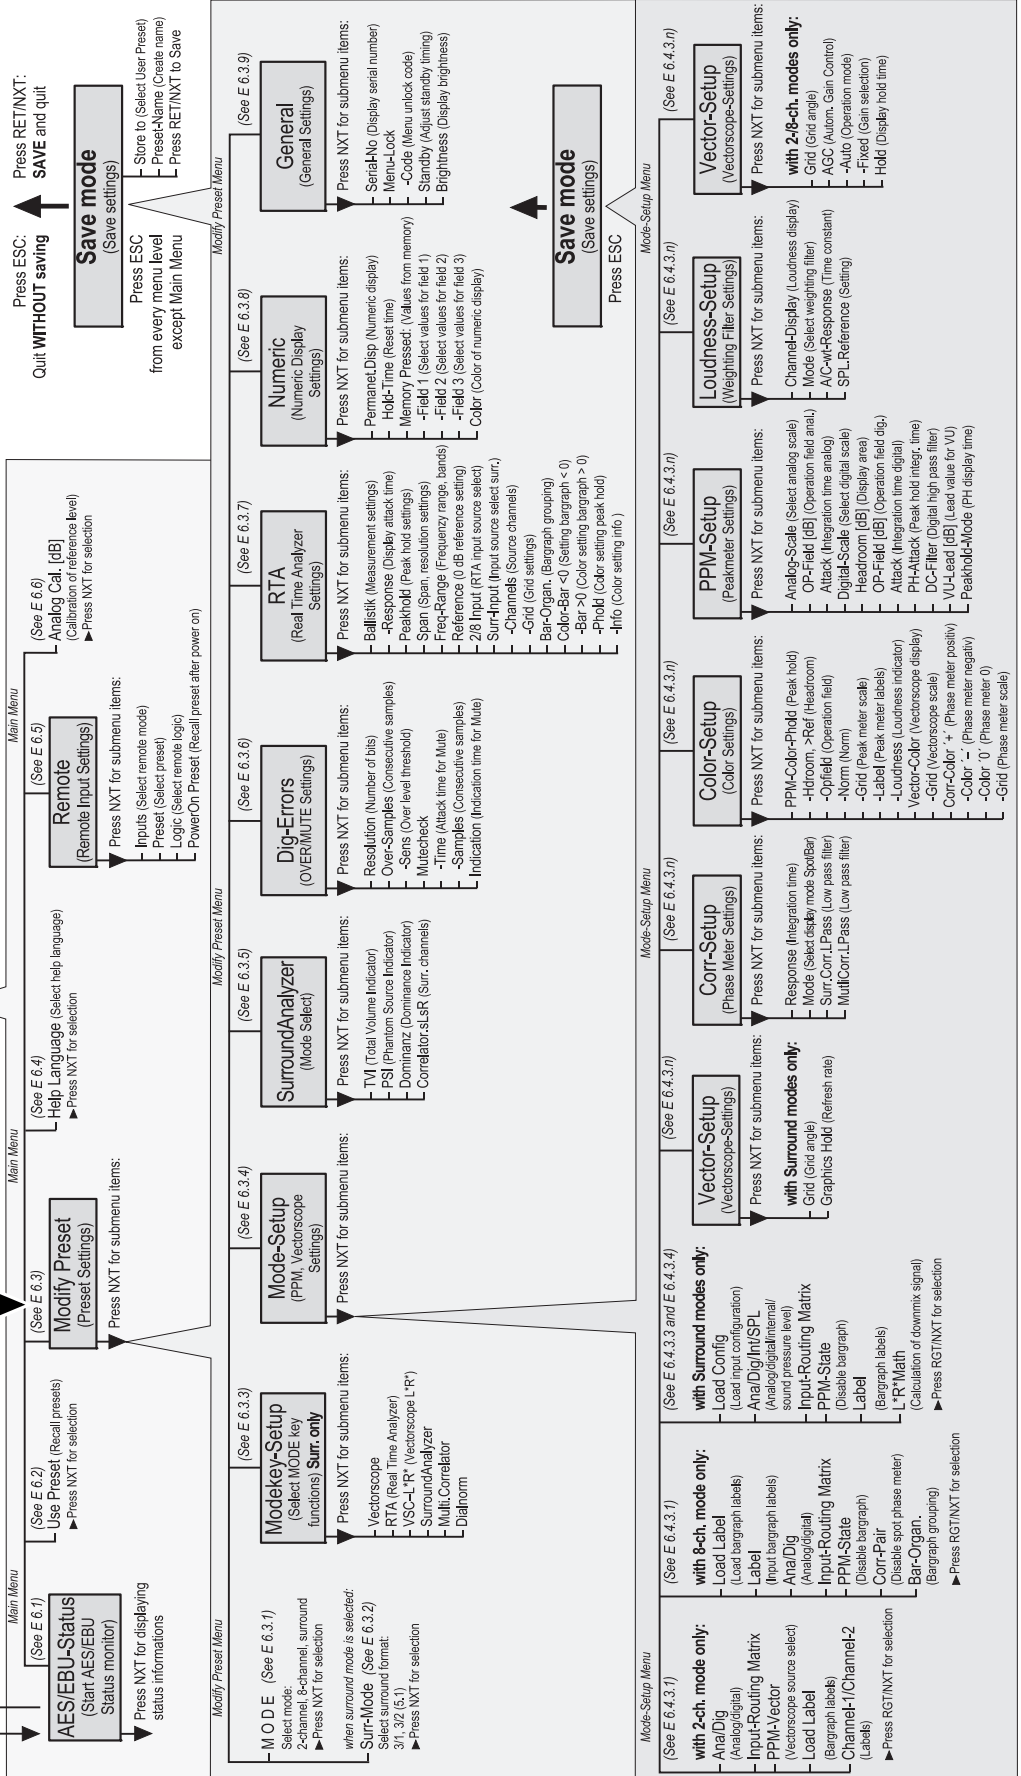 Main Menu
(See E 6.1)
AES/EBU-Status
(Start AES/EBU
Status monitor)
Press NXT for displaying
status informations
(See E 6.2)
Use Preset (Recall presets)
Press NXT for selection
Main Menu
(See E 6.3)
Modify Preset
(Preset Settings)
Press NXT for submenu items:
(See E 6.4)
Help Language (Select help language)
Press NXT for selection
(See E 6.5)
Remote
(Remote Input Settings)
Press NXT for submenu items:
Inputs (Select remote mode)
Preset (Select preset)
Logic (Select remote logic)
PowerOn Preset (Recall preset after power on)
Main Menu
(See E 6.6)
Analog Cal. [dB]
(Calibration of reference level)
Press NXT for selection
Press ESC:
Quit WITHOUT saving
Press RET/NXT:
SAVE and quit
Save mode
(Save settings)
Press ESC
from every menu level
except Main Menu
Store to (Select User Preset)
Preset-Name (Create name)
Press RET/NXT to Save
Modify Preset Menu
M O D E (See E 6.3.1)
Select mode:
2-channel, 8-channel, surround
Press NXT for selection
when surround mode is selected:
Surr-Mode (See E 6.3.2)
Select surround format:
3/1, 3/2 (5.1)
Press NXT for selection
(See E 6.3.3)
Modekey-Setup
(Select MODE key
functions) Surr. only
Press NXT for submenu items:
Vectorscope
RTA (Real Time Analyzer)
VSC–L*R* (Vectorscope L*R*)
SurroundAnalyzer
Multi.Correlator
Dialnorm
(See E 6.3.4)
Mode-Setup
(PPM, Vectorscope
Settings)
Press NXT for submenu items:
(See E 6.3.5)
SurroundAnalyzer
(Mode Select)
Press NXT for submenu items:
TVI (Total Volume Indicator)
PSI (Phantom Source Indicator)
Dominanz (Dominance Indicator)
Correlator.sLsR (Surr. channels)
Modify Preset Menu
(See E 6.3.6)
Dig-Errors
(OVER/MUTE Settings)
Press NXT for submenu items:
Resolution (Number of bits)
Over-Samples (Consecutive samples)
-Sens (Over level threshold)
Mutecheck
-Time (Attack time for Mute)
-Samples (Consecutive samples)
Indication (Indication time for Mute)
(See E 6.3.7)
RTA
(Real Time Analyzer
Settings)
Press NXT for submenu items:
Ballistik (Measurement settings)
-Response (Display attack time)
Peakhold (Peak hold settings)
Span (Span, resolution settings)
Freq-Range (Frequenzy range, bands)
Reference (0 dB reference setting)
2/8 Input (RTA input source select)
Surr-Input (Input source select surr.)
-Channels (Source channels)
-Grid (Grid settings)
Bar-Organ. (Bargraph grouping)
Color-Bar <0 (Setting bargraph < 0)
-Bar >0 (Color setting bargraph > 0)
-Phold (Color setting peak hold)
-Info (Color setting info )
(See E 6.3.8)
Numeric
(Numeric Display
Settings)
Press NXT for submenu items:
Permanet.Disp (Numeric display)
Hold-Time (Reset time)
Memory Pressed: (Values from memory)
-Field 1 (Select values for field 1)
-Field 2 (Select values for field 2)
-Field 3 (Select values for field 3)
Color (Color of numeric display)
Modify Preset Menu
(See E 6.3.9)
General
(General Settings)
Press NXT for submenu items:
Serial-No (Display serial number)
Menu-Lock
-Code (Menu unlock code)
Standby (Adjust standby timing)
Brightness (Display brightness)
Save mode
(Save settings)
Press ESC
Mode-Setup Menu
(See E 6.4.3.1)
with 2-ch. mode only:
Ana/Dig
(Analog/digital)
Input-Routing Matrix
PPM-Vector
(Vectorscope source select)
Load Label
(Bargraph labels)
Channel-1/Channel-2
(Labels)
Press RGT/NXT for selection
(See E 6.4.3.1)
with 8-ch. mode only:
Load Label
(Load bargraph labels)
Label
(Input bargraph labels)
Ana/Dig
(Analog/digital)
Input-Routing Matrix
PPM-State
(Disable bargraph)
Corr-Pair
(Disable spot phase meter)
Bar-Organ.
(Bargraph grouping)
Press RGT/NXT for selection
(See E 6.4.3.3 and E 6.4.3.4)
with Surround modes only:
Load Config
(Load input configuration)
Ana/Dig/Int/SPL
(Analog/digital/internal/
sound pressure level)
Input-Routing Matrix
PPM-State
(Disable bargraph)
Label
(Bargraph labels)
L*R*Math
(Calculation of downmix signal)
Press RGT/NXT for selection
(See E 6.4.3.n)
Vector-Setup
(Vectorscope-Settings)
Press NXT for submenu items:
with Surround modes only:
Grid (Grid angle)
Graphics Hold (Refresh rate)
Mode-Setup Menu
(See E 6.4.3.n)
Corr-Setup
(Phase Meter Settings)
Press NXT for submenu items:
Response (Integration time)
Mode (Select display mode Spot/Bar)
Surr.Corr.LPass (Low pass filter)
MutliCorr.LPass (Low pass filter)
(See E 6.4.3.n)
Color-Setup
(Color Settings)
Press NXT for submenu items:
PPM-Color-Phold (Peak hold)
-Hdroom, >Ref (Headroom)
-Opfield (Operation field)
-Norm (Norm)
-Grid (Peak meter scale)
-Label (Peak meter labels)
-Loudness (Loudness indicator)
Vector-Color (Vectorscope display)
-Grid (Vectorscope scale)
Corr-Color ´+´ (Phase meter positiv)
-Color ´–´ (Phase meter negativ)
-Color ´0´ (Phase meter 0)
-Grid (Phase meter scale)
(See E 6.4.3.n)
PPM-Setup
(Peakmeter Settings)
Press NXT for submenu items:
Analog-Scale (Select analog scale)
OP-Field [dB] (Operation field anal.)
Attack (Integration time analog)
Digital-Scale (Select digital scale)
Headroom [dB] (Display area)
OP-Field [dB] (Operation field dig.)
Attack (Integration time digital)
PH-Attack (Peak hold integr. time)
DC-Filter (Digital high pass filter)
VU-Lead [dB] (Lead value for VU)
Peakhold-Mode (PH display time)
(See E 6.4.3.n)
Loudness-Setup
(Weighting Filter Settings)
Press NXT for submenu items:
Channel-Display (Loudness display)
Mode (Select weighting filter)
A/C-wt-Response (Time constant)
SPL.Reference (Setting)
Mode-Setup Menu
(See E 6.4.3.n)
Vector-Setup
(Vectorscope-Settings)
Press NXT for submenu items:
with 2-/8-ch. modes only:
Grid (Grid angle)
AGC (Autom. Gain Control)
-Auto (Operation mode)
-Fixed (Gain selection)
Hold (Display hold time)